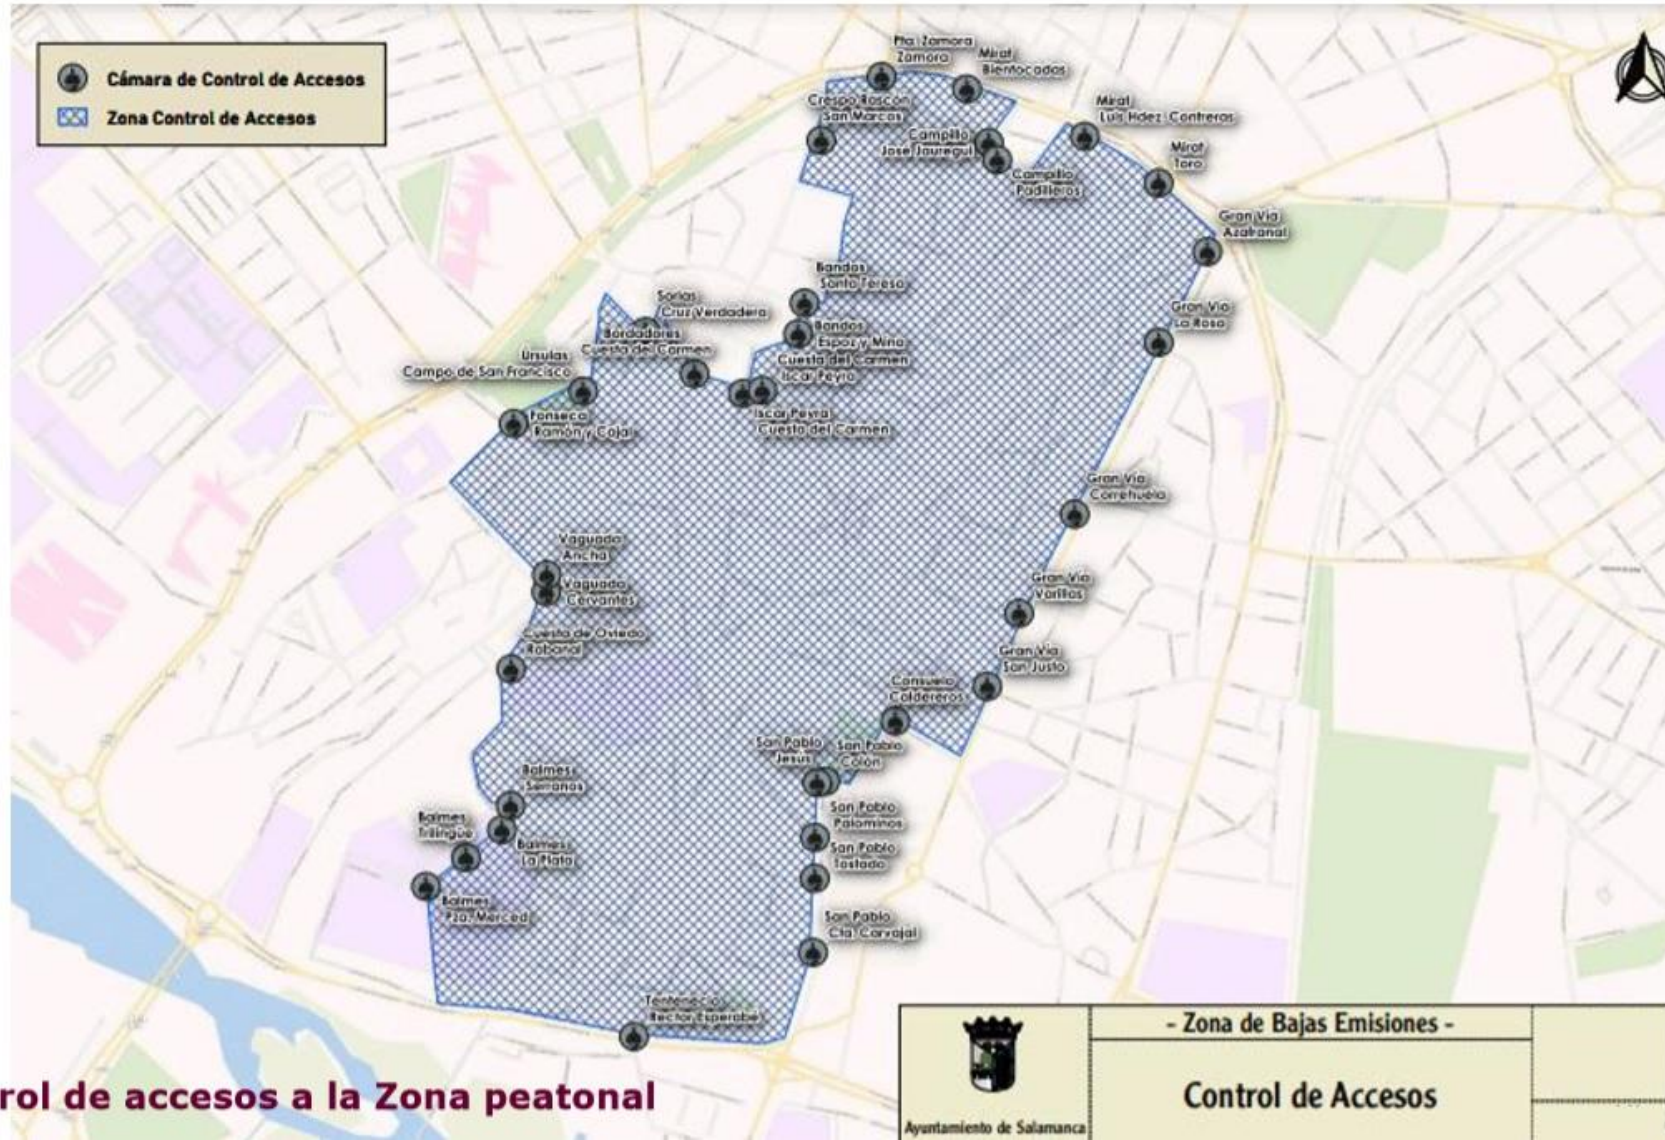 Cámara de Control de Accesos
Zona Control de Accesos
Pta. Zamora
Zamora
Mirat
Bientocadas
Crespo Rascón
San Marcos
Campillo
José Jáuregui
Campillo
Padilleros
Mirat
Luis Hdez. Contreras
Mirat
Toro
Gran Vía
Azafranal
Gran Vía
La Rosa
Bandos
Santa Teresa
Bandos
Espoz y Mina
Sorias
Cruz Verdadera
Bordadores
Cuesta del Carmen
Cuesta del Carmen
Iscar Peyra
Iscar Peyra
Cuesta del Carmen
Úrsulas
Campo de San Francisco
Fonseca
Ramón y Cajal
Gran Vía
Correhuela
Vaguada
Ancha
Vaguada
Cervantes
Gran Vía
Varillas
Cuesta de Oviedo
Rabanal
Gran Vía
San Justo
Consuelo
Caldereros
San Pablo
Jesús
San Pablo
Colón
Balmes
Serranos
San Pablo
Palominos
Balmes
Trilingüe
Balmes
La Plata
San Pablo
Tostado
Balmes
Pza. Merced
San Pablo
Cta. Carvajal
Tentenecio
Rector Esperabé
- Zona de Bajas Emisiones -
Control de Accesos
Ayuntamiento de Salamanca
rol de accesos a la Zona peatonal